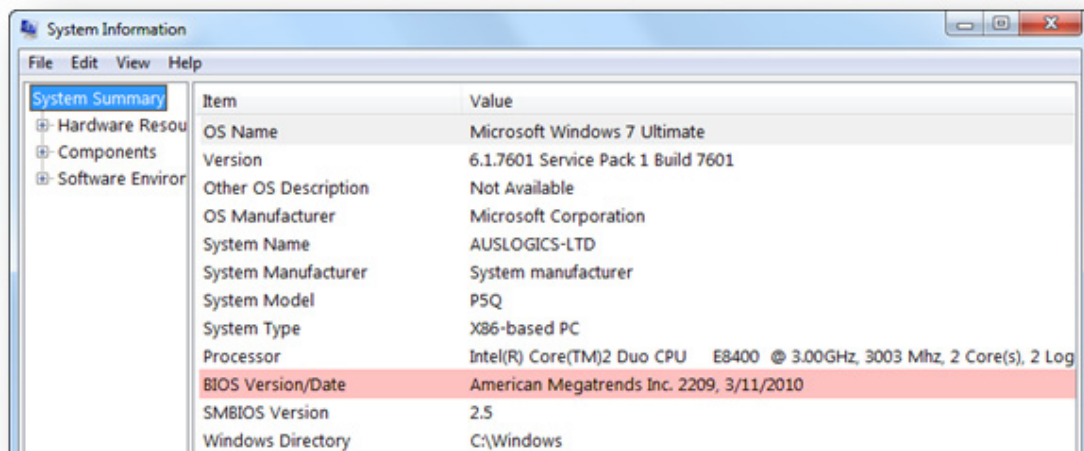 System Information
File Edit View Help
System Summary
Hardware Resou
Components
Software Environ
Item Value
OS Name Microsoft Windows 7 Ultimate
Version 6.1.7601 Service Pack 1 Build 7601
Other OS Description Not Available
OS Manufacturer Microsoft Corporation
System Name AUSLOGICS-LTD
System Manufacturer System manufacturer
System Model P5Q
System Type X86-based PC
Processor Intel(R) Core(TM)2 Duo CPU E8400 @ 3.00GHz, 3003 Mhz, 2 Core(s), 2 Log
BIOS Version/Date American Megatrends Inc. 2209, 3/11/2010
SMBIOS Version 2.5
Windows Directory C:\Windows